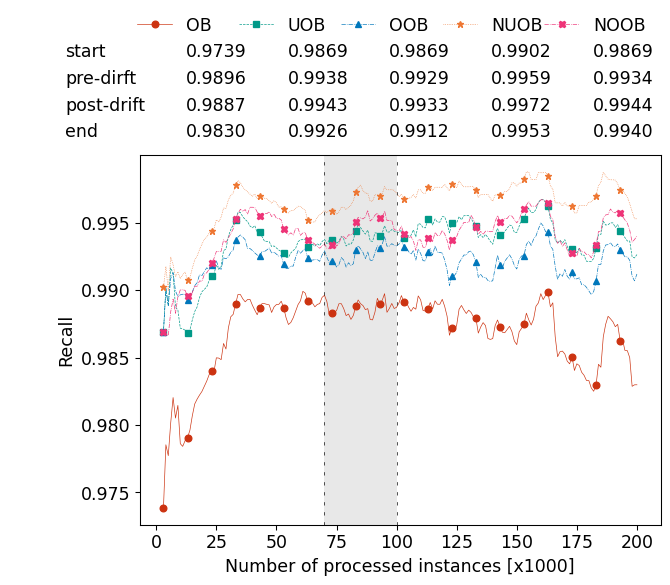 OB UOB OOB NUOB NOOB
start 0.9739 0.9869 0.9869 0.9902 0.9869
pre-dirft 0.9896 0.9938 0.9929 0.9959 0.9934
post-drift 0.9887 0.9943 0.9933 0.9972 0.9944
end 0.9830 0.9926 0.9912 0.9953 0.9940
0.995
0.990
0.985
0.980
0.975
Recall
0 25 50 75 100 125 150 175 200
Number of processed instances [x1000]